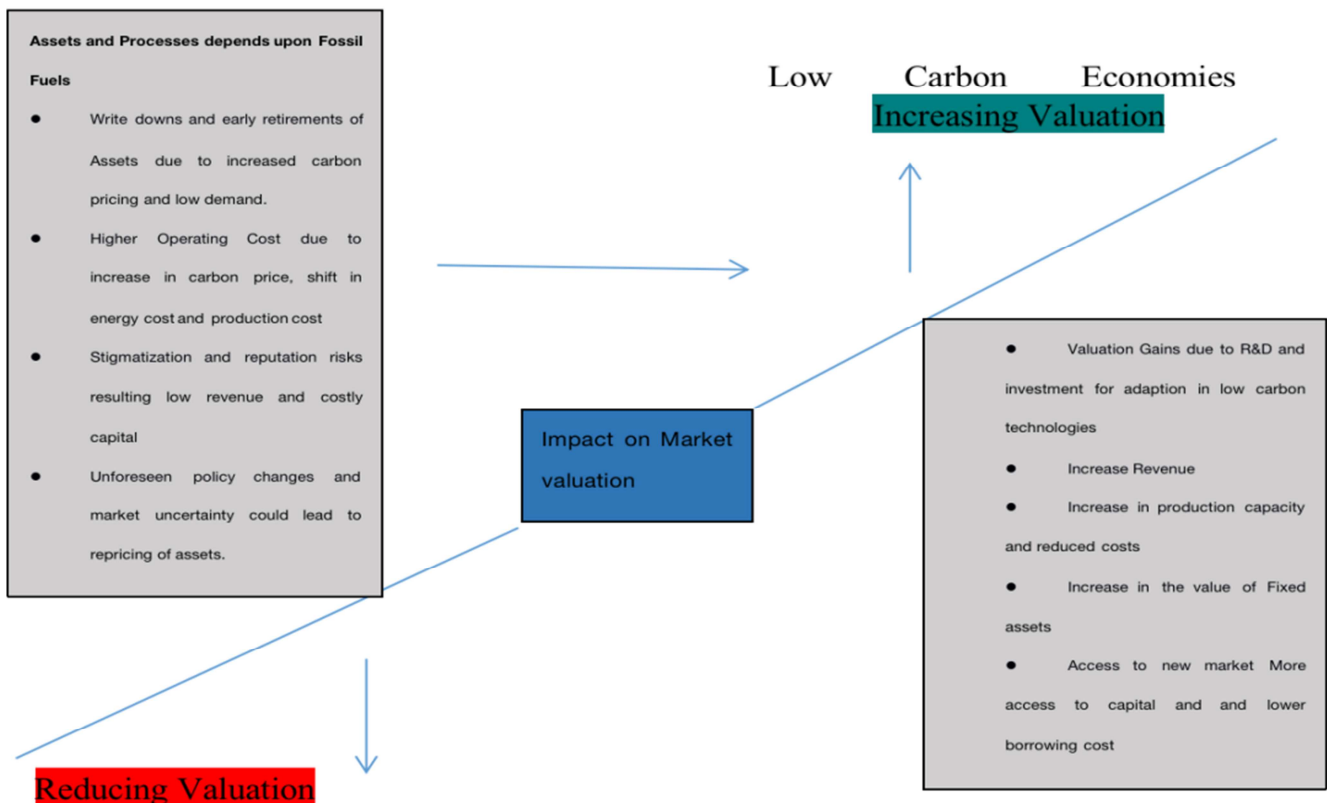 Assets and Processes depends upon Fossil
Fuels
● Write downs and early retirements of
Assets due to increased carbon
pricing and low demand.
● Higher Operating Cost due to
increase in carbon price, shift in
energy cost and production cost
● Stigmatization and reputation risks
resulting low revenue and costly
capital
● Unforeseen policy changes and
market uncertainty could lead to
repricing of assets.
Low Carbon Economies
Increasing Valuation
Impact on Market
valuation
● Valuation Gains due to R&D and
investment for adaption in low carbon
technologies
● Increase Revenue
● Increase in production capacity
and reduced costs
● Increase in the value of Fixed
assets
● Access to new market More
access to capital and and lower
borrowing cost
Reducing Valuation